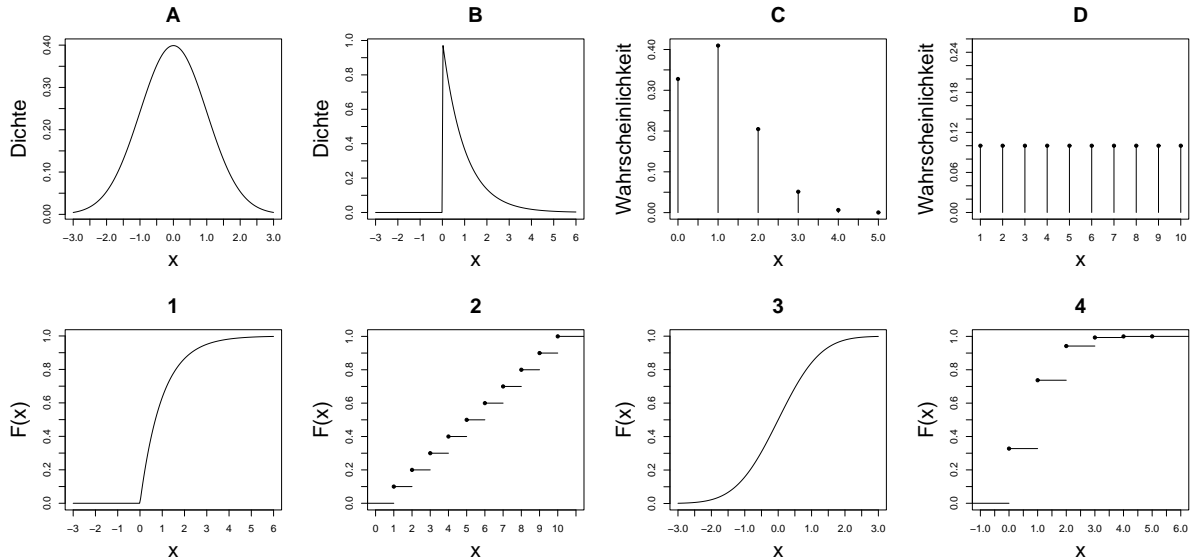 A
Dichte
0.00 0.10 0.20 0.30 0.40
−3.0 −1.0 0.0 1.0 2.0 3.0
x
B
Dichte
0.0 0.2 0.4 0.6 0.8 1.0
−3 −2 −1 0 1 2 3 4 5 6
x
C
Wahrscheinlichkeit
0.00 0.10 0.20 0.30 0.40
0.0 1.0 2.0 3.0 4.0 5.0
x
D
Wahrscheinlichkeit
0.00 0.06 0.12 0.18 0.24
1 2 3 4 5 6 7 8 9 10
x
1
F(x)
0.0 0.2 0.4 0.6 0.8 1.0
−3 −2 −1 0 1 2 3 4 5 6
x
2
F(x)
0.0 0.2 0.4 0.6 0.8 1.0
0 1 2 3 4 5 6 7 8 9 10
x
3
F(x)
0.0 0.2 0.4 0.6 0.8 1.0
−3.0 −1.0 0.0 1.0 2.0 3.0
x
4
F(x)
0.0 0.2 0.4 0.6 0.8 1.0
−1.0 0.0 1.0 2.0 3.0 4.0 5.0 6.0
x